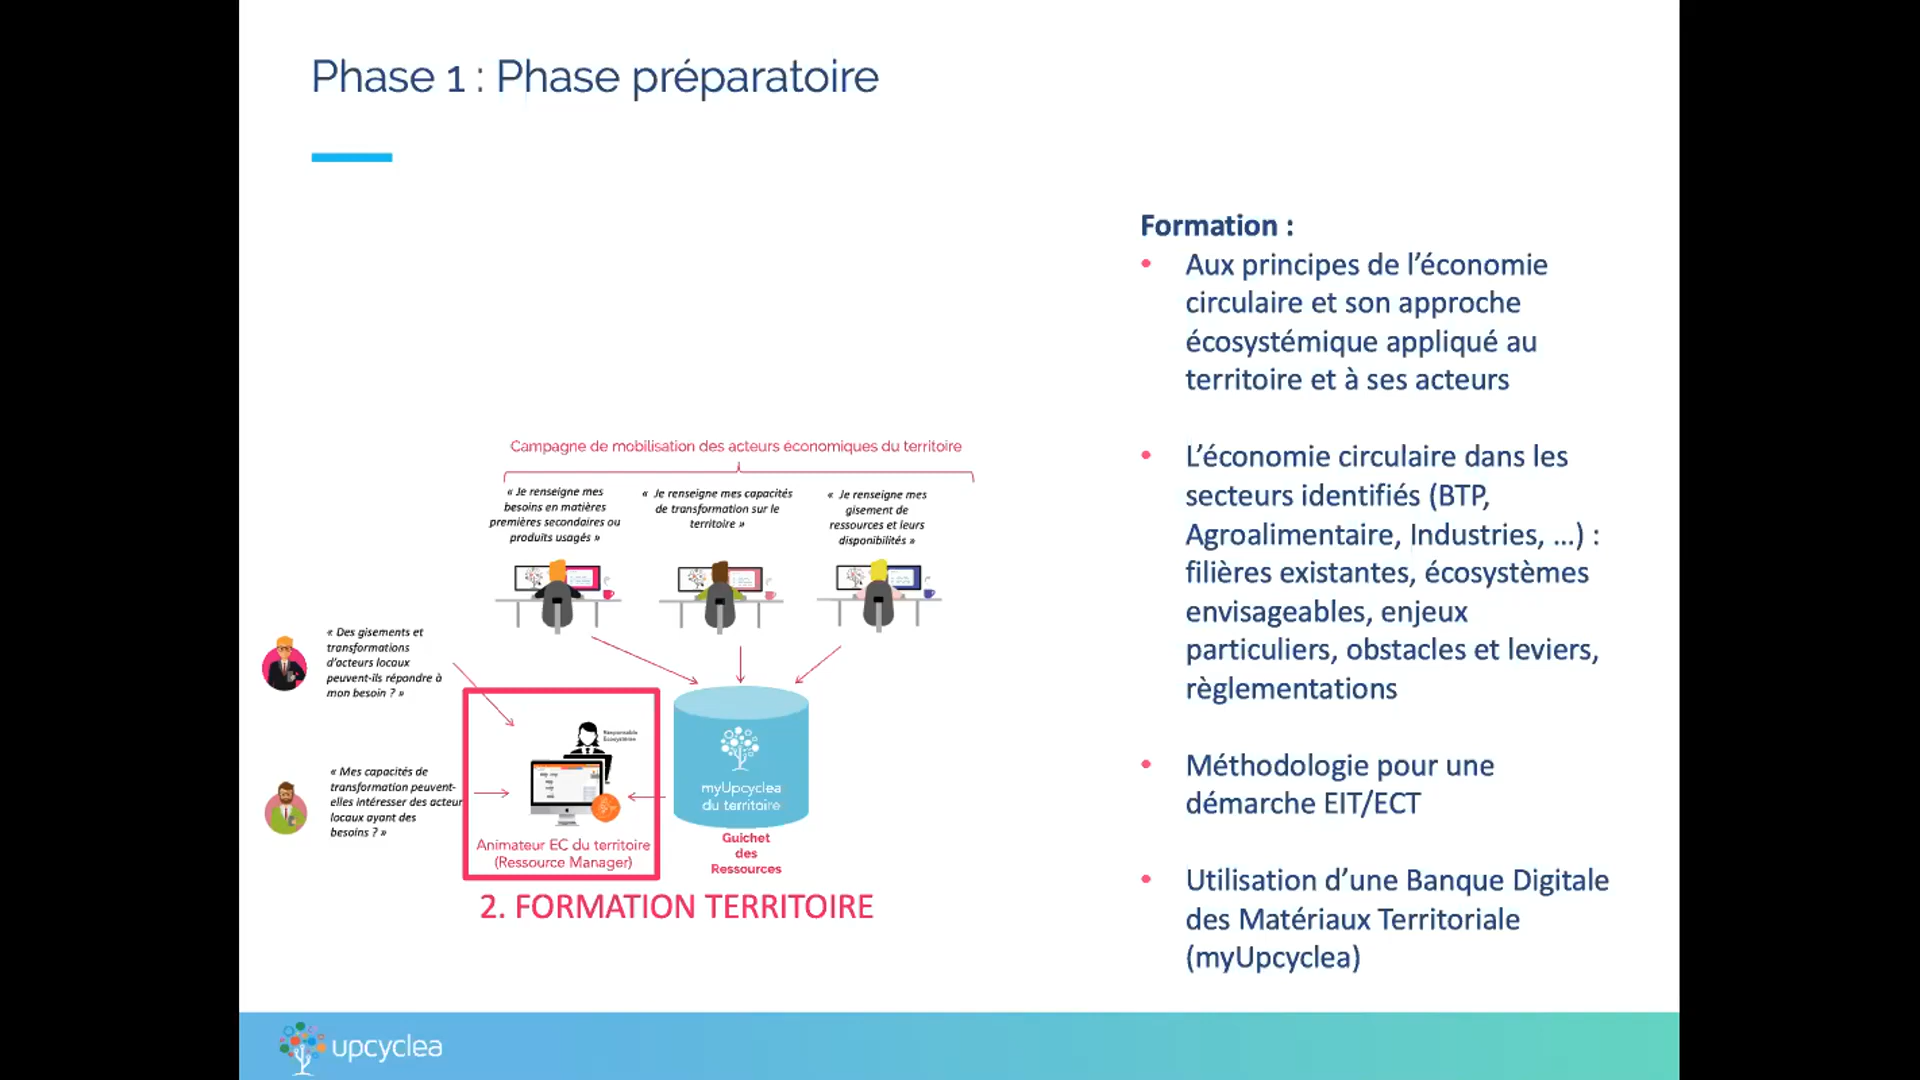 Phase 1 : Phase préparatoire
Campagne de mobilisation des acteurs économiques du territoire
« Je renseigne mes
besoins en matières
premières secondaires ou
produits usagés »
« Je renseigne mes capacités
de transformation sur le
territoire »
« Je renseigne mes
gisement de
ressources et leurs
disponibilités »
« Des gisements et
transformations
d'acteurs locaux
peuvent-ils répondre à
mon besoin ? »
« Mes capacités de
transformation peuvent-
elles intéresser des acteur
locaux ayant des
besoins ? »
Responsable
Ecosystème
Animateur EC du territoire
(Ressource Manager)
myUpcyclea
du territoire
Guichet
des
Ressources
2. FORMATION TERRITOIRE
Formation :
• Aux principes de l’économie
circulaire et son approche
écosystémique appliqué au
territoire et à ses acteurs
• L’économie circulaire dans les
secteurs identifiés (BTP,
Agroalimentaire, Industries, …) :
filières existantes, écosystèmes
envisageables, enjeux
particuliers, obstacles et leviers,
règlementations
• Méthodologie pour une
démarche EIT/ECT
• Utilisation d’une Banque Digitale
des Matériaux Territoriale
(myUpcyclea)
upcyclea